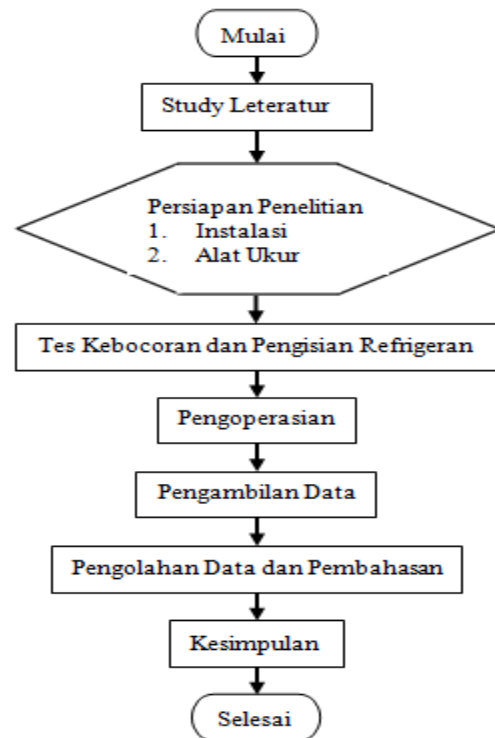 Mulai
Study Leteratur
Persiapan Penelitian
1. Instalasi
2. Alat Ukur
Tes Kebocoran dan Pengisian Refrigeran
Pengoperasian
Pengambilan Data
Pengolahan Data dan Pembahasan
Kesimpulan
Selesai